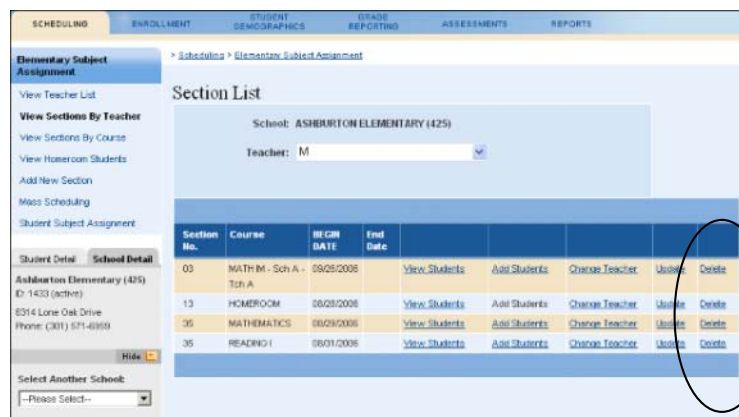 SCHEDULING ENROLLMENT STUDENT DEMOGRAPHICS GRADE REPORTING ASSESSMENTS REPORTS
> Scheduling > Elementary Subject Assignment
Elementary Subject
Assignment
View Teacher List
View Sections By Teacher
View Sections By Course
View Homeroom Students
Add New Section
Mass Scheduling
Student Subject Assignment
Student Detail School Detail
Ashburton Elementary (425)
ID: 1433 (active)
6314 Lone Oak Drive
Phone: (301) 571-6959
Hide
Select Another School:
--Please Select--
Section List
School: ASHBURTON ELEMENTARY (425)
Teacher: M
Section No. Course BEGIN DATE End Date
03 MATH IM - Sch A - Tch A 09/26/2006 View Students Add Students Change Teacher Update Delete
13 HOMEROOM 08/28/2006 View Students Add Students Change Teacher Update Delete
35 MATHEMATICS 08/29/2006 View Students Add Students Change Teacher Update Delete
35 READING I 08/01/2006 View Students Add Students Change Teacher Update Delete